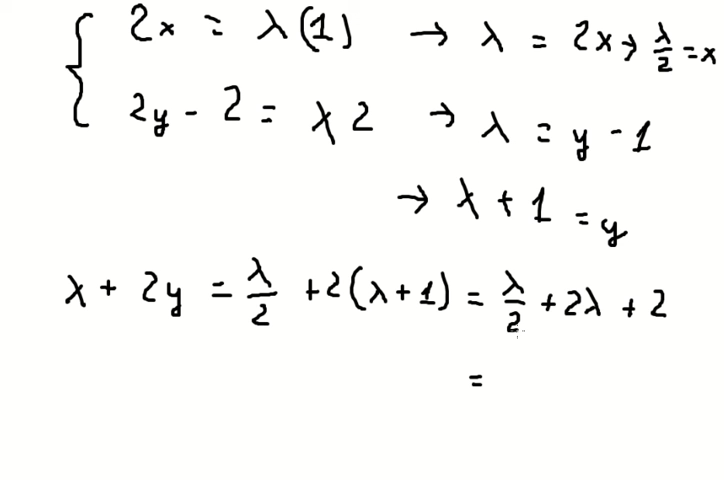 { 2x = λ(1) → λ = 2x → λ/2 = x
2y - 2 = λ2 → λ = y - 1
→ λ + 1 = y
x + 2y = λ/2 + 2(λ+1) = λ/2 + 2λ + 2
=